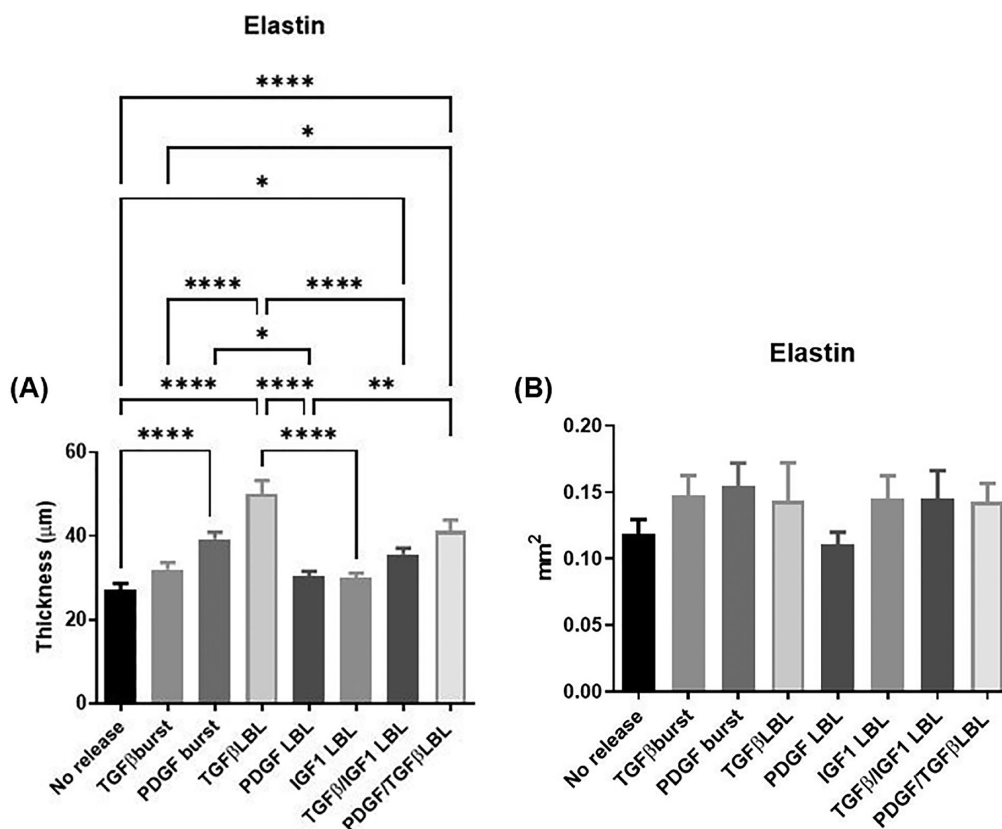 Elastin
****
*
*
****
****
*
****
****
**
(A)
****
****
Thickness (μm)
60
40
20
0
No release
TGFβburst
PDGF burst
TGFβLBL
PDGF LBL
IGF1 LBL
TGFβ/IGF1 LBL
PDGF/TGFβLBL
Elastin
(B)
mm²
0.20
0.15
0.10
0.05
0.00
No release
TGFβburst
PDGF burst
TGFβLBL
PDGF LBL
IGF1 LBL
TGFβ/IGF1 LBL
PDGF/TGFβLBL